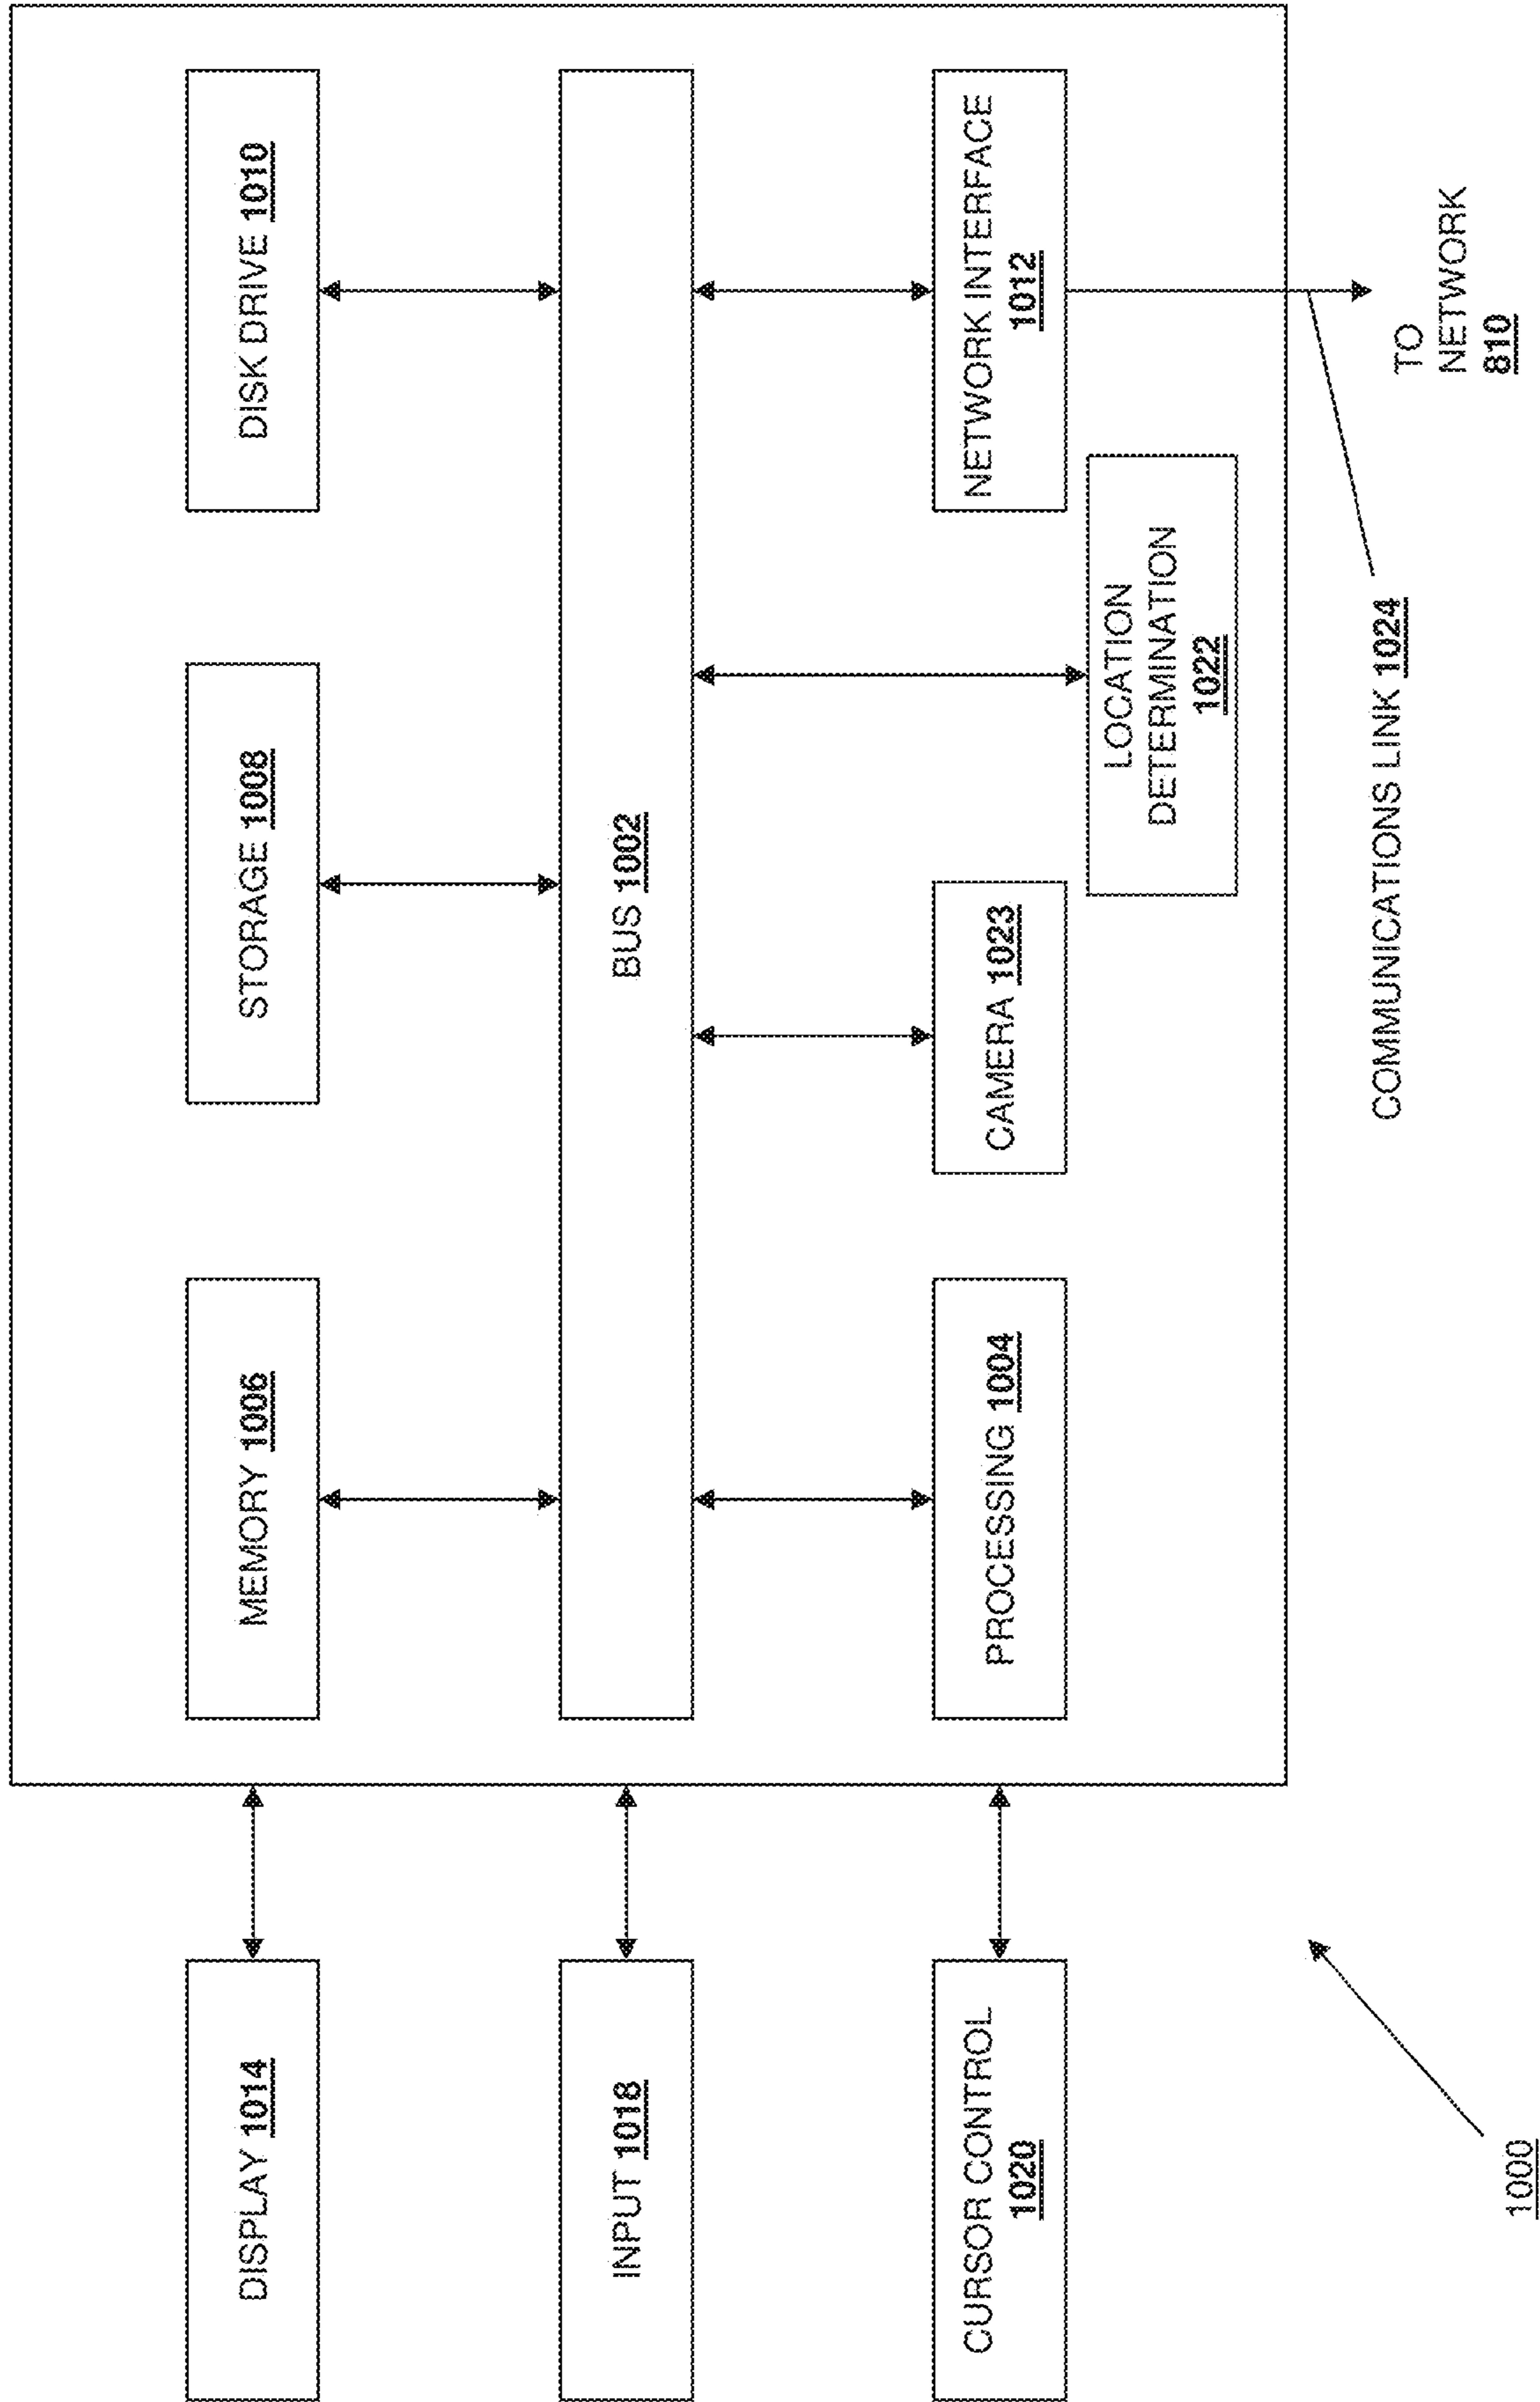 DISPLAY 1014
MEMORY 1006
STORAGE 1008
DISK DRIVE 1010
INPUT 1018
BUS 1002
CURSOR CONTROL
1020
PROCESSING 1004
CAMERA 1023
NETWORK INTERFACE
1012
LOCATION
DETERMINATION
1022
COMMUNICATIONS LINK 1024
TO
NETWORK
810
1000